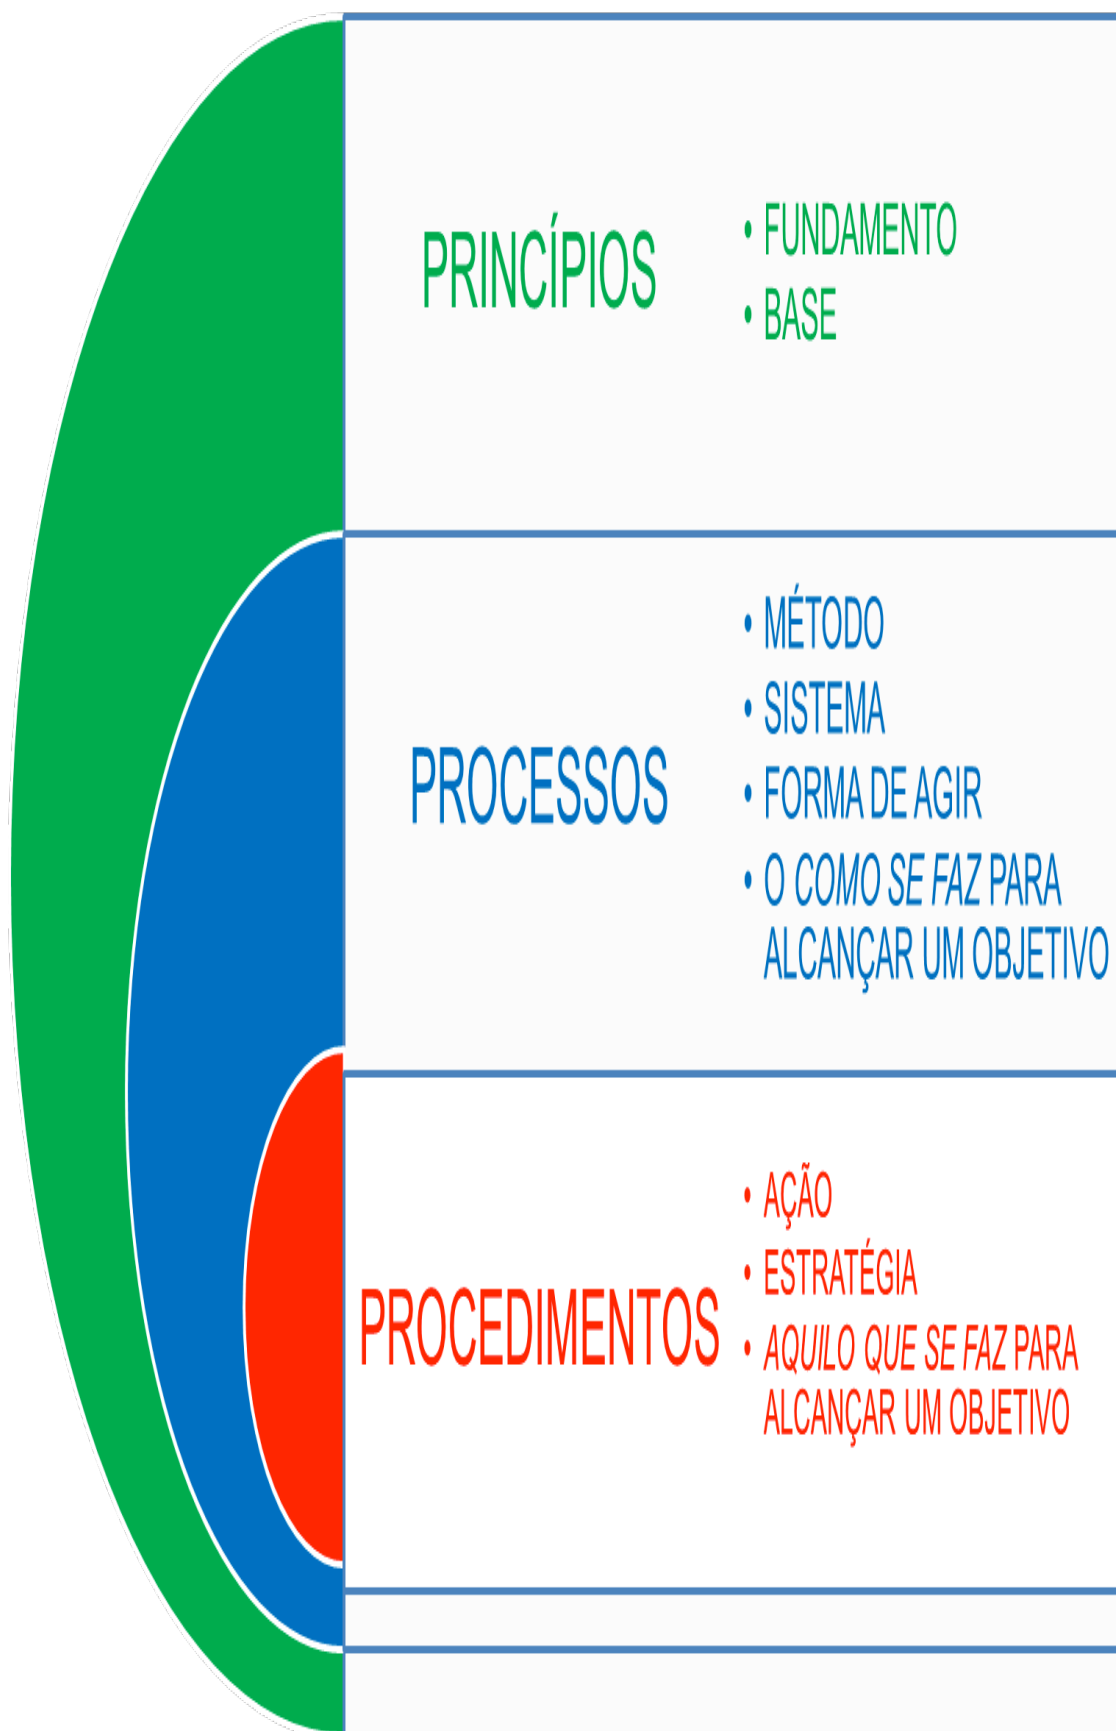 PRINCÍPIOS
• FUNDAMENTO
• BASE
PROCESSOS
• MÉTODO
• SISTEMA
• FORMA DE AGIR
• O COMO SE FAZ PARA
ALCANÇAR UM OBJETIVO
PROCEDIMENTOS
• AÇÃO
• ESTRATÉGIA
• AQUILO QUE SE FAZ PARA
ALCANÇAR UM OBJETIVO